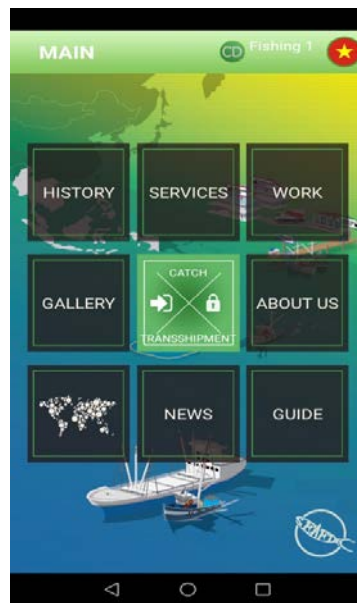 MAIN
CD
Fishing 1
HISTORY
SERVICES
WORK
GALLERY
CATCH
TRANSSHIPMENT
ABOUT US
NEWS
GUIDE